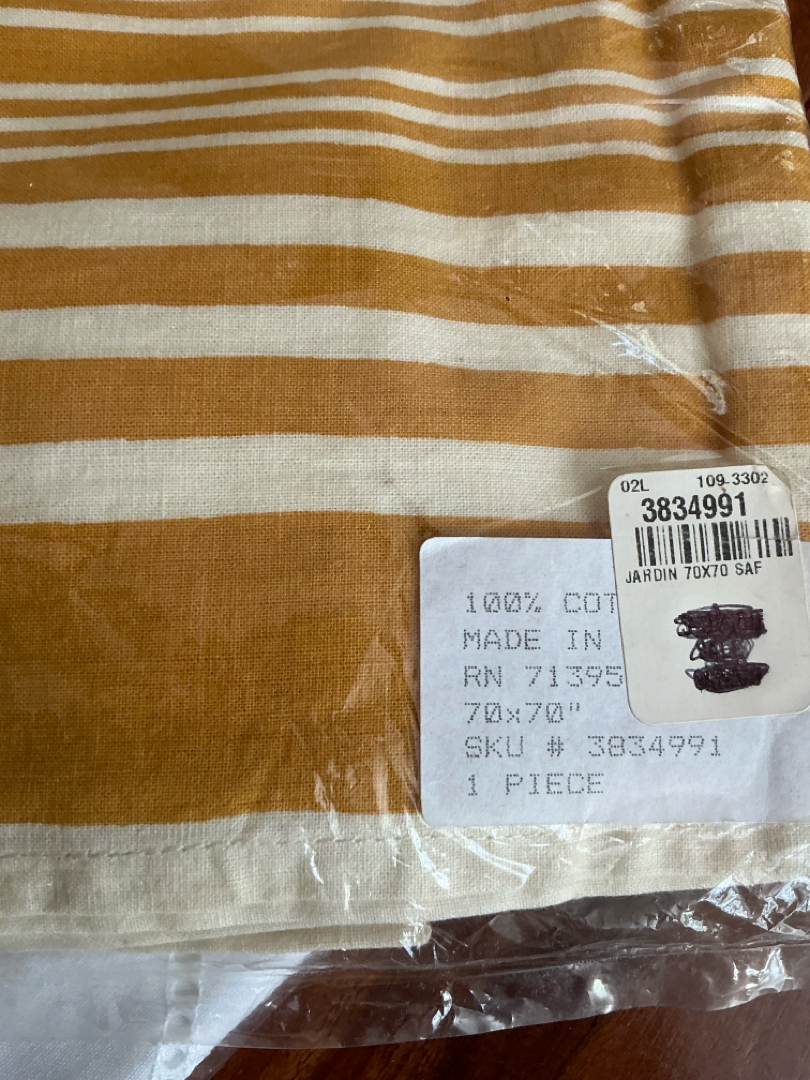 02L 109-3302
3834991
JARDIN 70X70 SAF
100% COT
MADE IN
RN 71395
70x70"
SKU # 3834991
1 PIECE